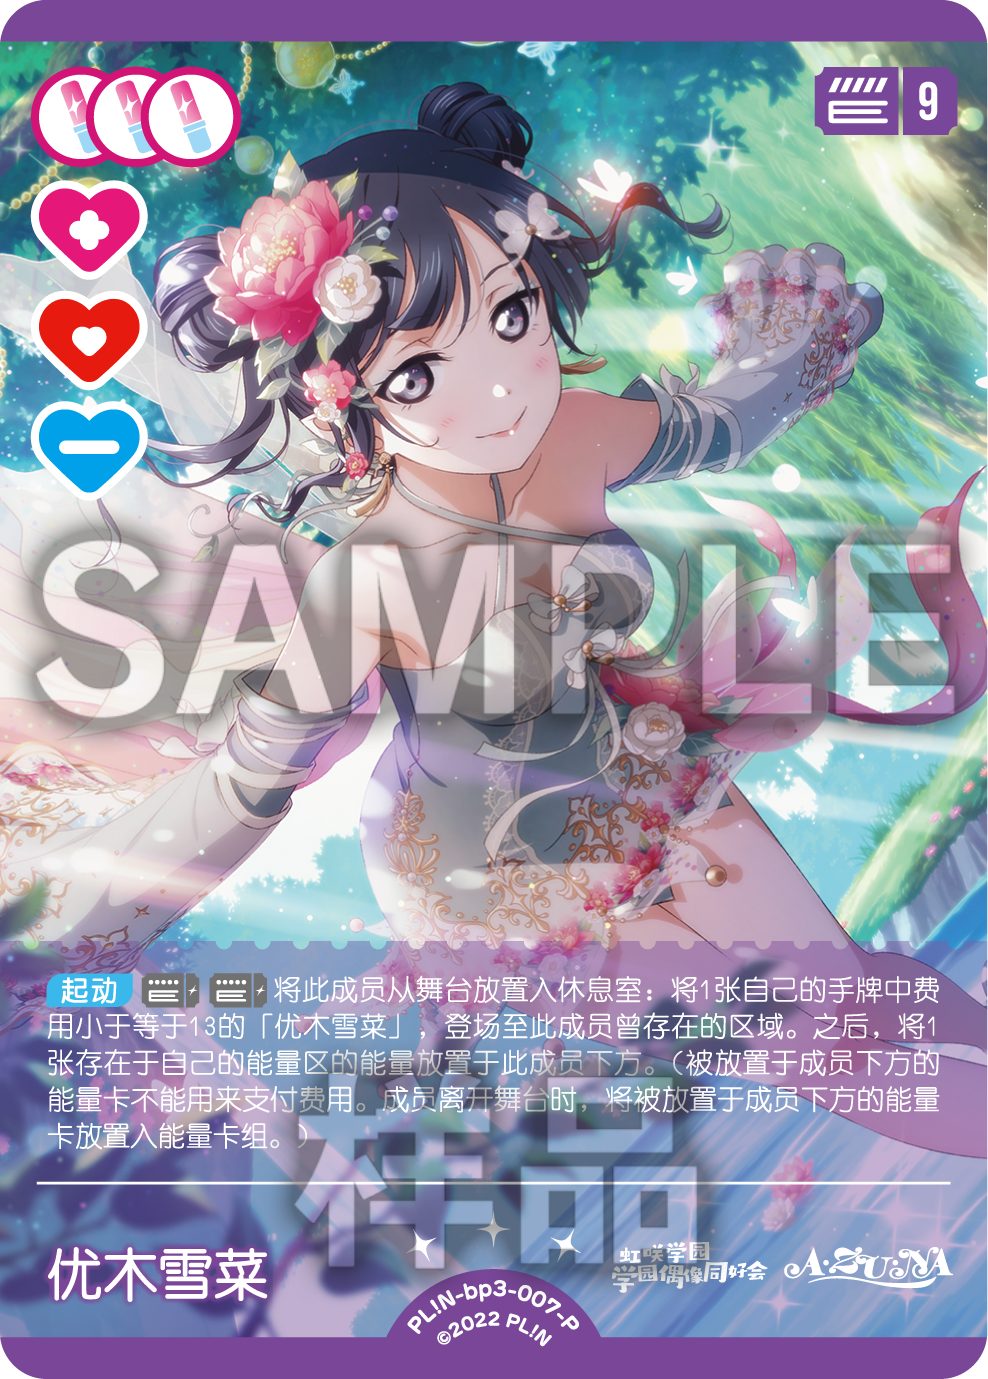 9
SAMPLE
起动 将此成员从舞台放置入休息室：将1张自己的手牌中费
用小于等于13的「优木雪菜」，登场至此成员曾存在的区域。之后，将1
张存在于自己的能量区的能量放置于此成员下方。（被放置于成员下方的
能量卡不能用来支付费用。成员离开舞台时，将被放置于成员下方的能量
卡放置入能量卡组。）
样品
优木雪菜
虹咲学园
学园偶像同好会
A・ZU・NA
PL!N-bp3-007-P
©2022 PL!N